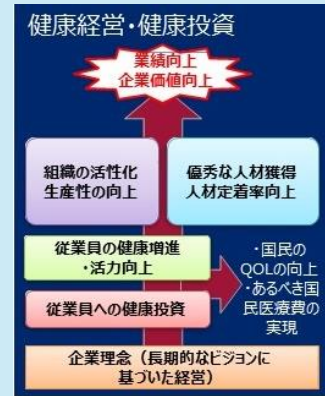 健康経営・健康投資
業績向上
企業価値向上
組織の活性化
生産性の向上
優秀な人材獲得
人材定着率向上
従業員の健康増進
・活力向上
従業員への健康投資
・国民の
QOLの向上
・あるべき国
民医療費の
実現
企業理念（長期的なビジョンに
基づいた経営）